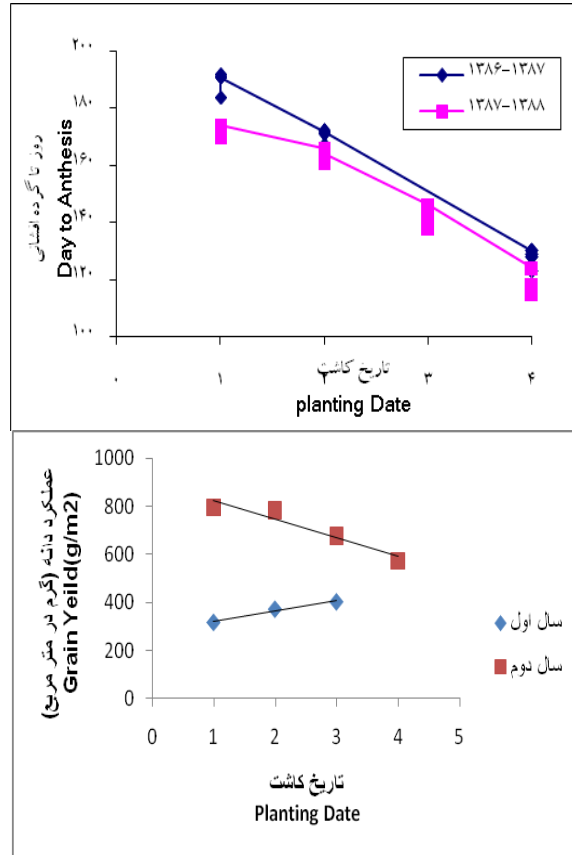 ۲۰۰
۱۸۰
۱۶۰
۱۴۰
۱۲۰
۱۰۰
روز تا گرده افشانی
Day to Anthesis
۱۳۸۶-۱۳۸۷
۱۳۸۷-۱۳۸۸
۰ ۱ ۲ ۳ ۴
تاریخ کاشت
planting Date
1000
800
600
400
200
0
عملکرد دانه (گرم در متر مربع)
Grain Yeild(g/m2)
سال اول
سال دوم
0 1 2 3 4 5
تاریخ کاشت
Planting Date